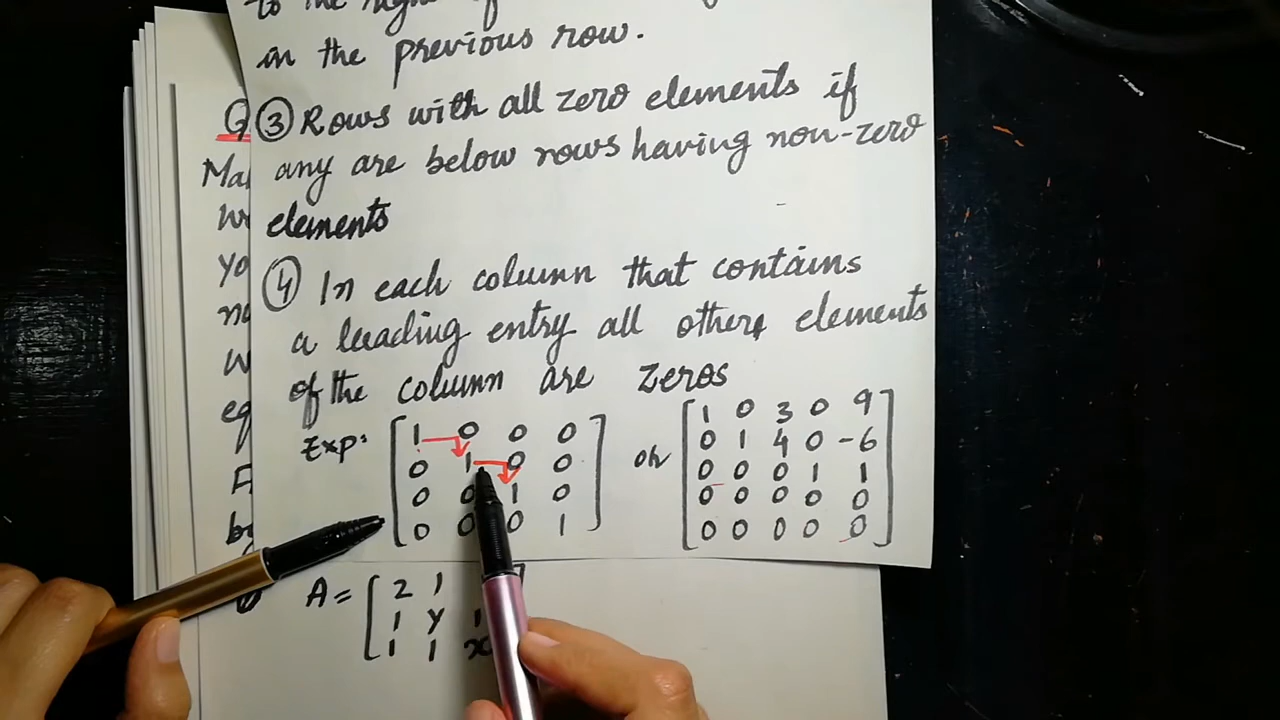 to the right of
in the previous row.
③ Rows with all zero elements if
any are below rows having non-zero
elements
④ In each column that contains
a leading entry all other elements
of the column are zeros
Exp: [1 0 0 0 or [1 0 3 0 9
0 1 0 0 0 1 4 0 -6
0 0 1 0 0 0 0 1 1
0 0 0 1] 0 0 0 0 0
0 0 0 0 0]
A = [2 1
1 y 1
1 1 x